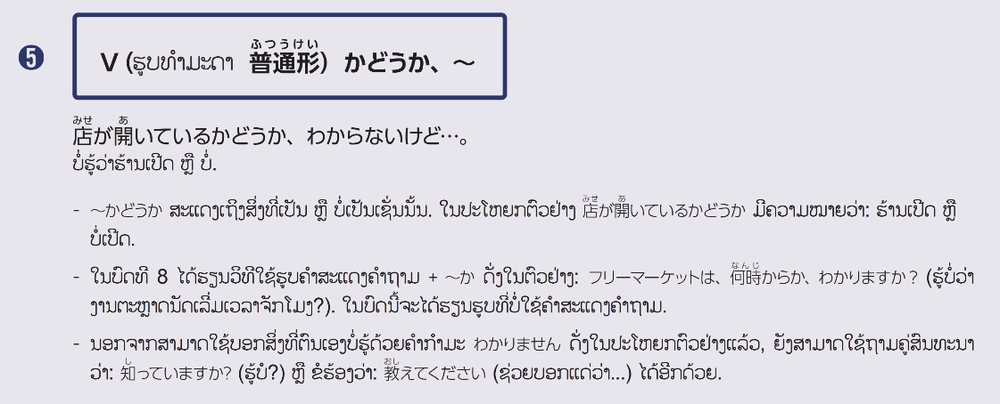 5
V (ຮູບທຳມະດາ 普通形) かどうか、～
ふつうけい
みせ あ
店が開いているかどうか、わからないけど…。
ບໍ່ຮູ້ວ່າຮ້ານເປີດ ຫຼື ບໍ່.
みせ あ
- ～かどうか ສະແດງເຖິງສິ່ງທີ່ເປັນ ຫຼື ບໍ່ເປັນເຊັ່ນນັ້ນ. ໃນປະໂຫຍກຕົວຢ່າງ 店が開いているかどうか ມີຄວາມໝາຍວ່າ: ຮ້ານເປີດ ຫຼື
ບໍ່ເປີດ.
なんじ
- ໃນບົດທີ 8 ໄດ້ຮຽນວິທີໃຊ້ຮູບຄຳສະແດງຄຳຖາມ + ～か ດັ່ງໃນຕົວຢ່າງ: フリーマーケットは、何時からか、わかりますか？ (ຮູ້ບໍ່ວ່າ
ງານຕະຫຼາດນັດເລີ່ມເວລາຈັກໂມງ?). ໃນບົດນີ້ຈະໄດ້ຮຽນຮູບທີ່ບໍ່ໃຊ້ຄຳສະແດງຄຳຖາມ.
- ນອກຈາກສາມາດໃຊ້ບອກສິ່ງທີ່ຕົນເອງບໍ່ຮູ້ດ້ວຍຄຳກຳມະ わかりません ດັ່ງໃນປະໂຫຍກຕົວຢ່າງແລ້ວ, ຍັງສາມາດໃຊ້ຖາມຄູ່ສົນທະນາ
し おし
ວ່າ: 知っていますか? (ຮູ້ບໍ?) ຫຼື ຂໍຮ້ອງວ່າ: 教えてください (ຊ່ວຍບອກແດ່ວ່າ...) ໄດ້ອີກດ້ວຍ.